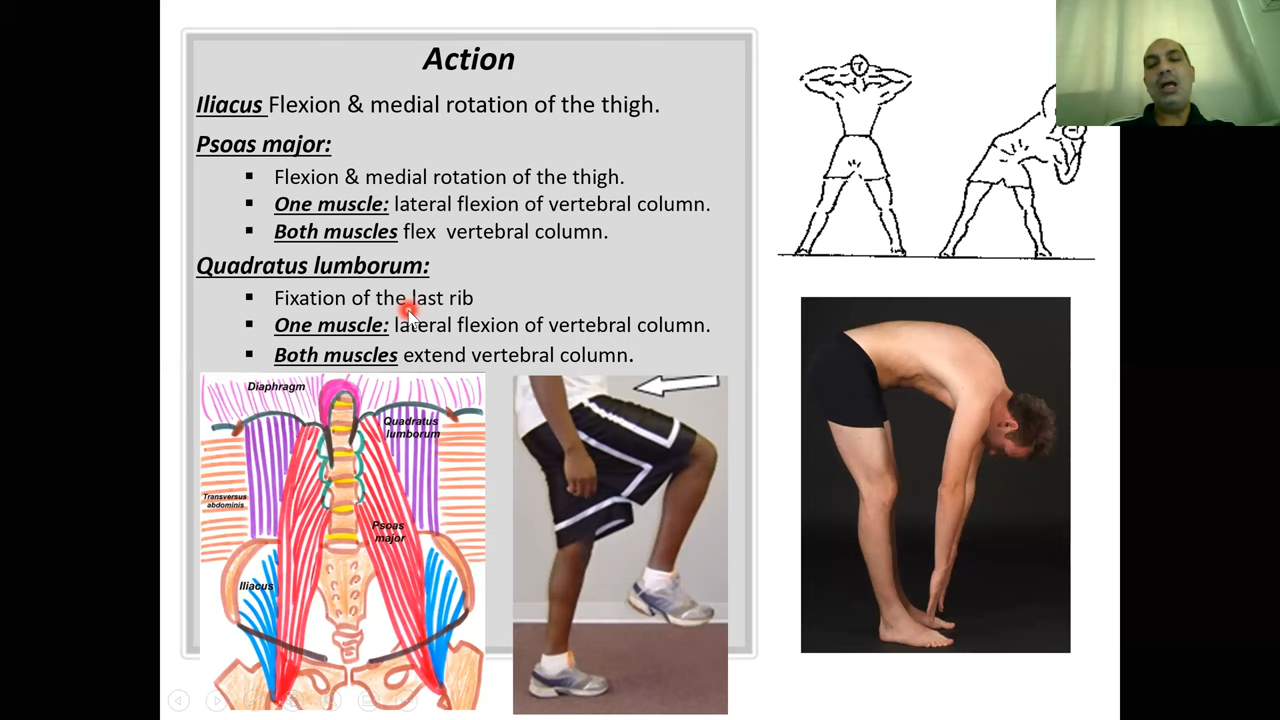 Action
Iliacus Flexion & medial rotation of the thigh.
Psoas major:
▪ Flexion & medial rotation of the thigh.
▪ One muscle: lateral flexion of vertebral column.
▪ Both muscles flex vertebral column.
Quadratus lumborum:
▪ Fixation of the last rib
▪ One muscle: lateral flexion of vertebral column.
▪ Both muscles extend vertebral column.
Diaphragm
Quadratus
lumborum
Transversus
abdominis
Psoas
major
Iliacus